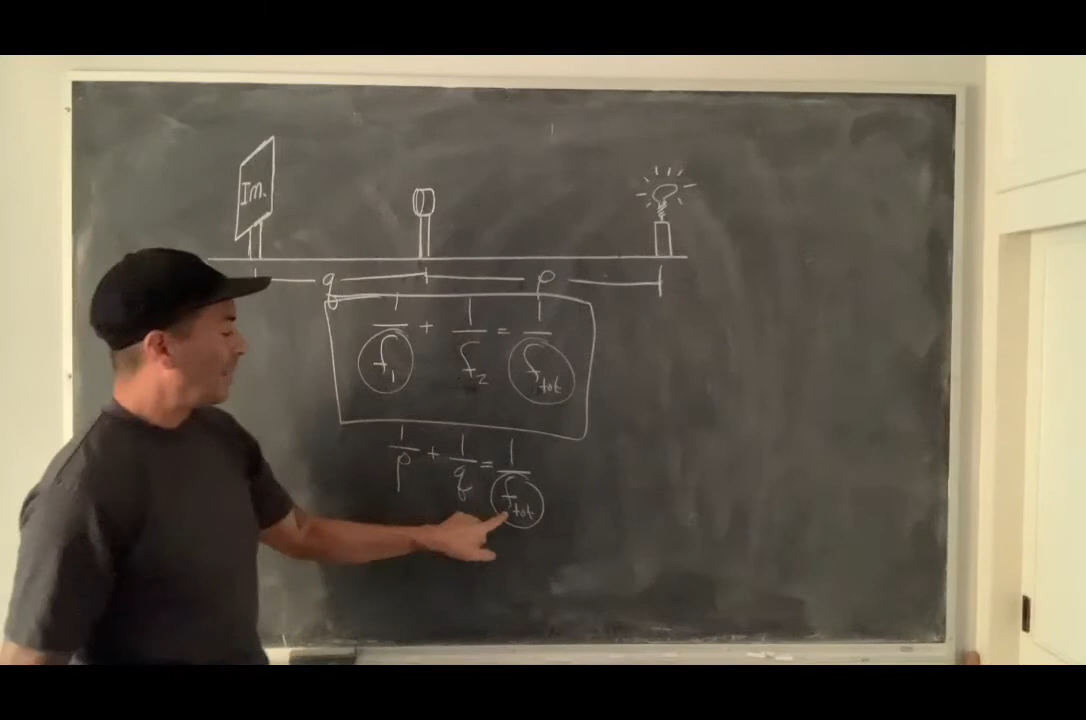 Im.
q p
1/f₁ + 1/f₂ = 1/f_tot
1/p + 1/q = 1/f_tot